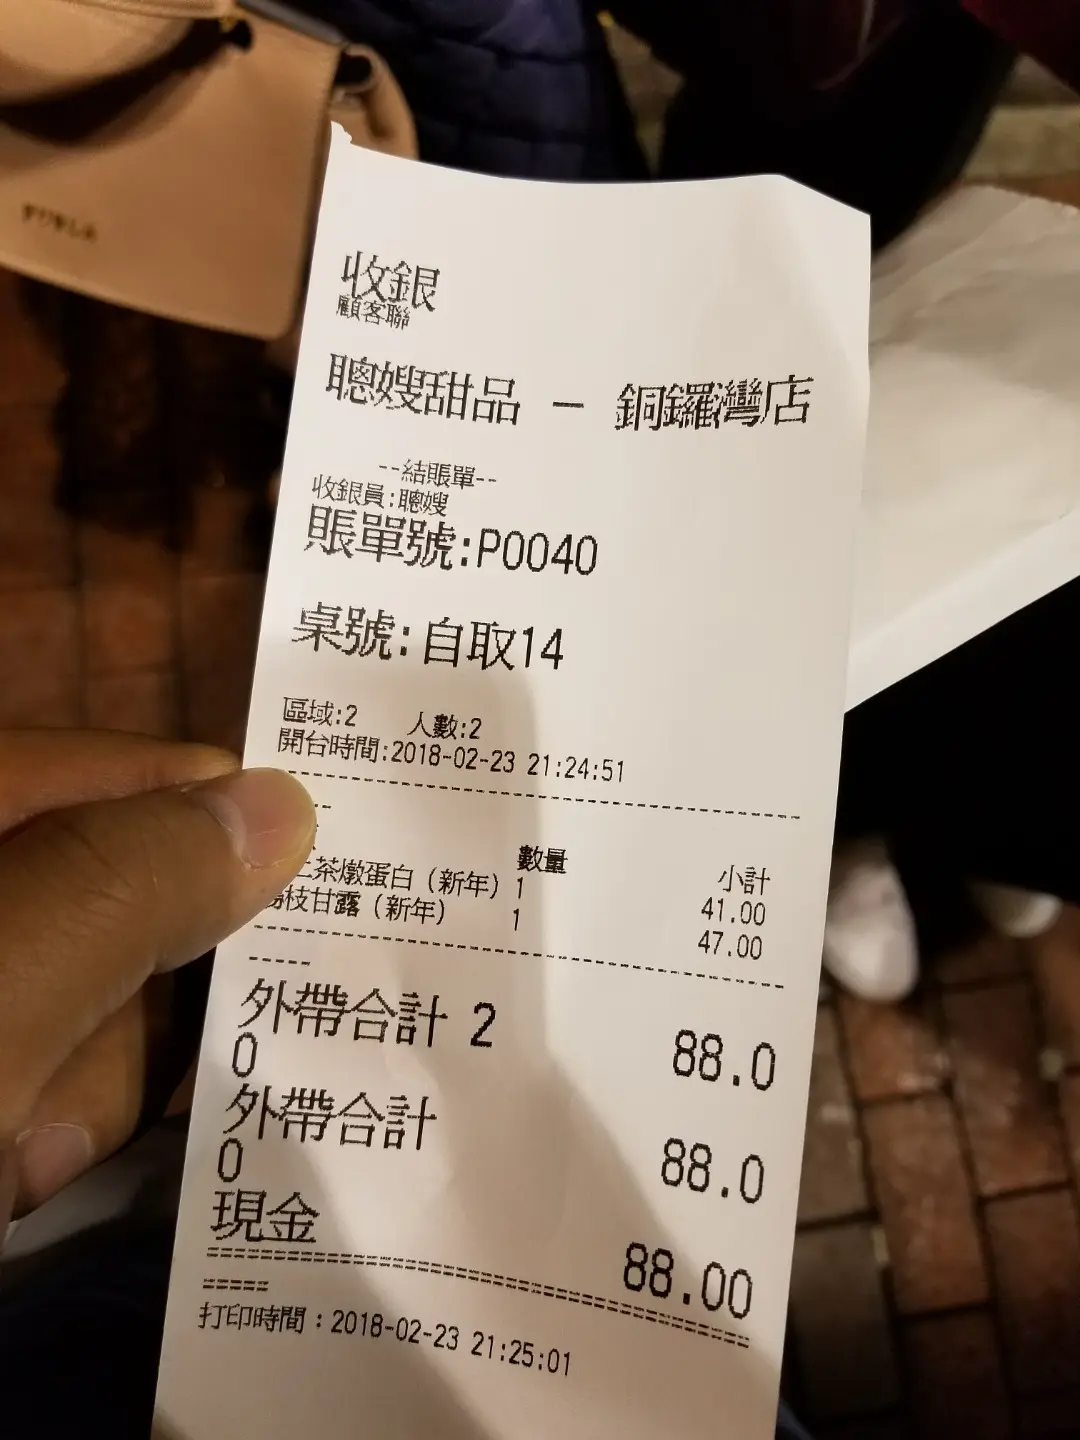 FURLA
收銀
顧客聯
聰嫂甜品 - 銅鑼灣店
--結賬單--
收銀員:聰嫂
賬單號:P0040
桌號:自取14
區域:2 人數:2
開台時間:2018-02-23 21:24:51
數量 小計
茶燉蛋白（新年） 1 41.00
枝甘露（新年） 1 47.00
外帶合計 2 88.0
0
外帶合計 88.0
0
現金 88.00
打印時間：2018-02-23 21:25:01